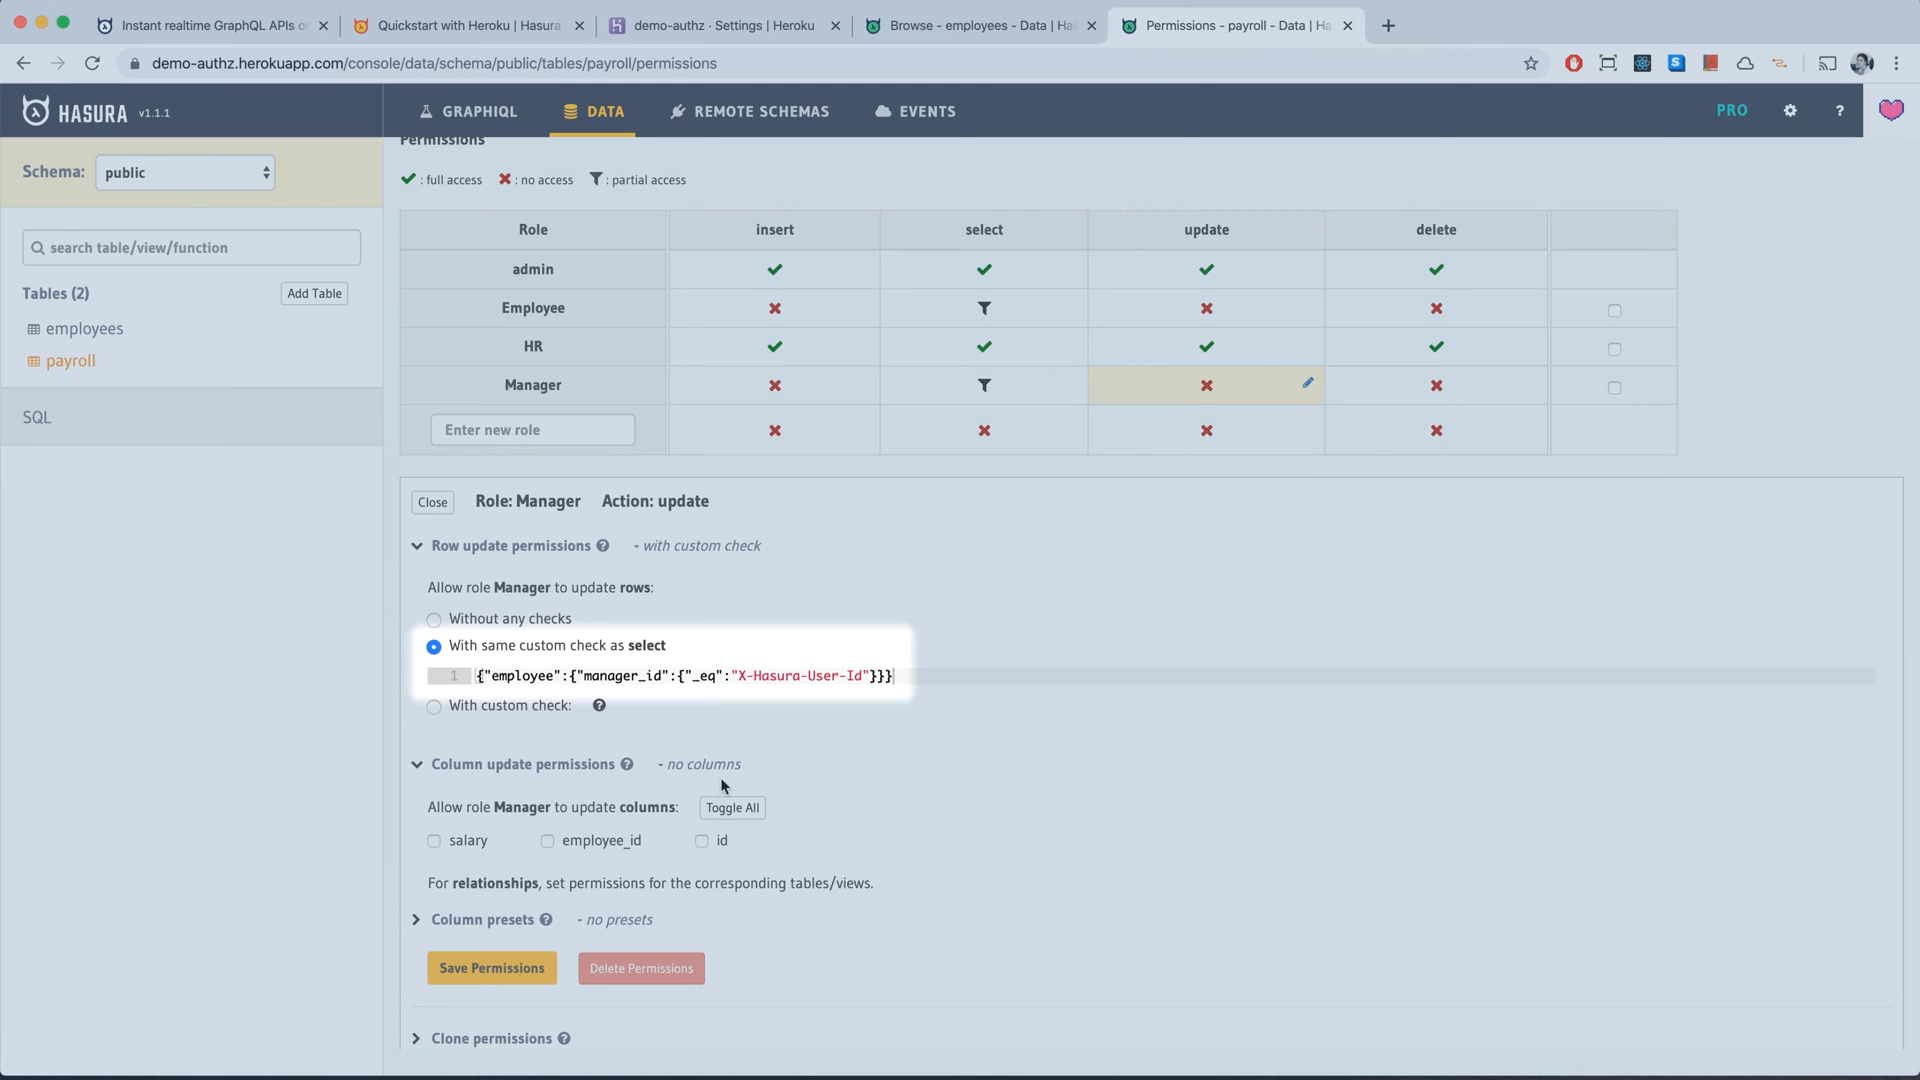 Instant realtime GraphQL APIs o
Quickstart with Heroku | Hasura
demo-authz · Settings | Heroku
Browse - employees - Data | Has
Permissions - payroll - Data | Ha
demo-authz.herokuapp.com/console/data/schema/public/tables/payroll/permissions
HASURA v1.1.1
GRAPHIQL
DATA
REMOTE SCHEMAS
EVENTS
PRO
?
Schema: public
search table/view/function
Tables (2)
Add Table
employees
payroll
SQL
Permissions
: full access : no access : partial access
Role insert select update delete
admin
Employee
HR
Manager
Enter new role
Close Role: Manager Action: update
Row update permissions ? - with custom check
Allow role Manager to update rows:
Without any checks
With same custom check as select
1 {"employee":{"manager_id":{"_eq":"X-Hasura-User-Id"}}}
With custom check: ?
Column update permissions ? - no columns
Allow role Manager to update columns: Toggle All
salary employee_id id
For relationships, set permissions for the corresponding tables/views.
Column presets ? - no presets
Save Permissions Delete Permissions
Clone permissions ?